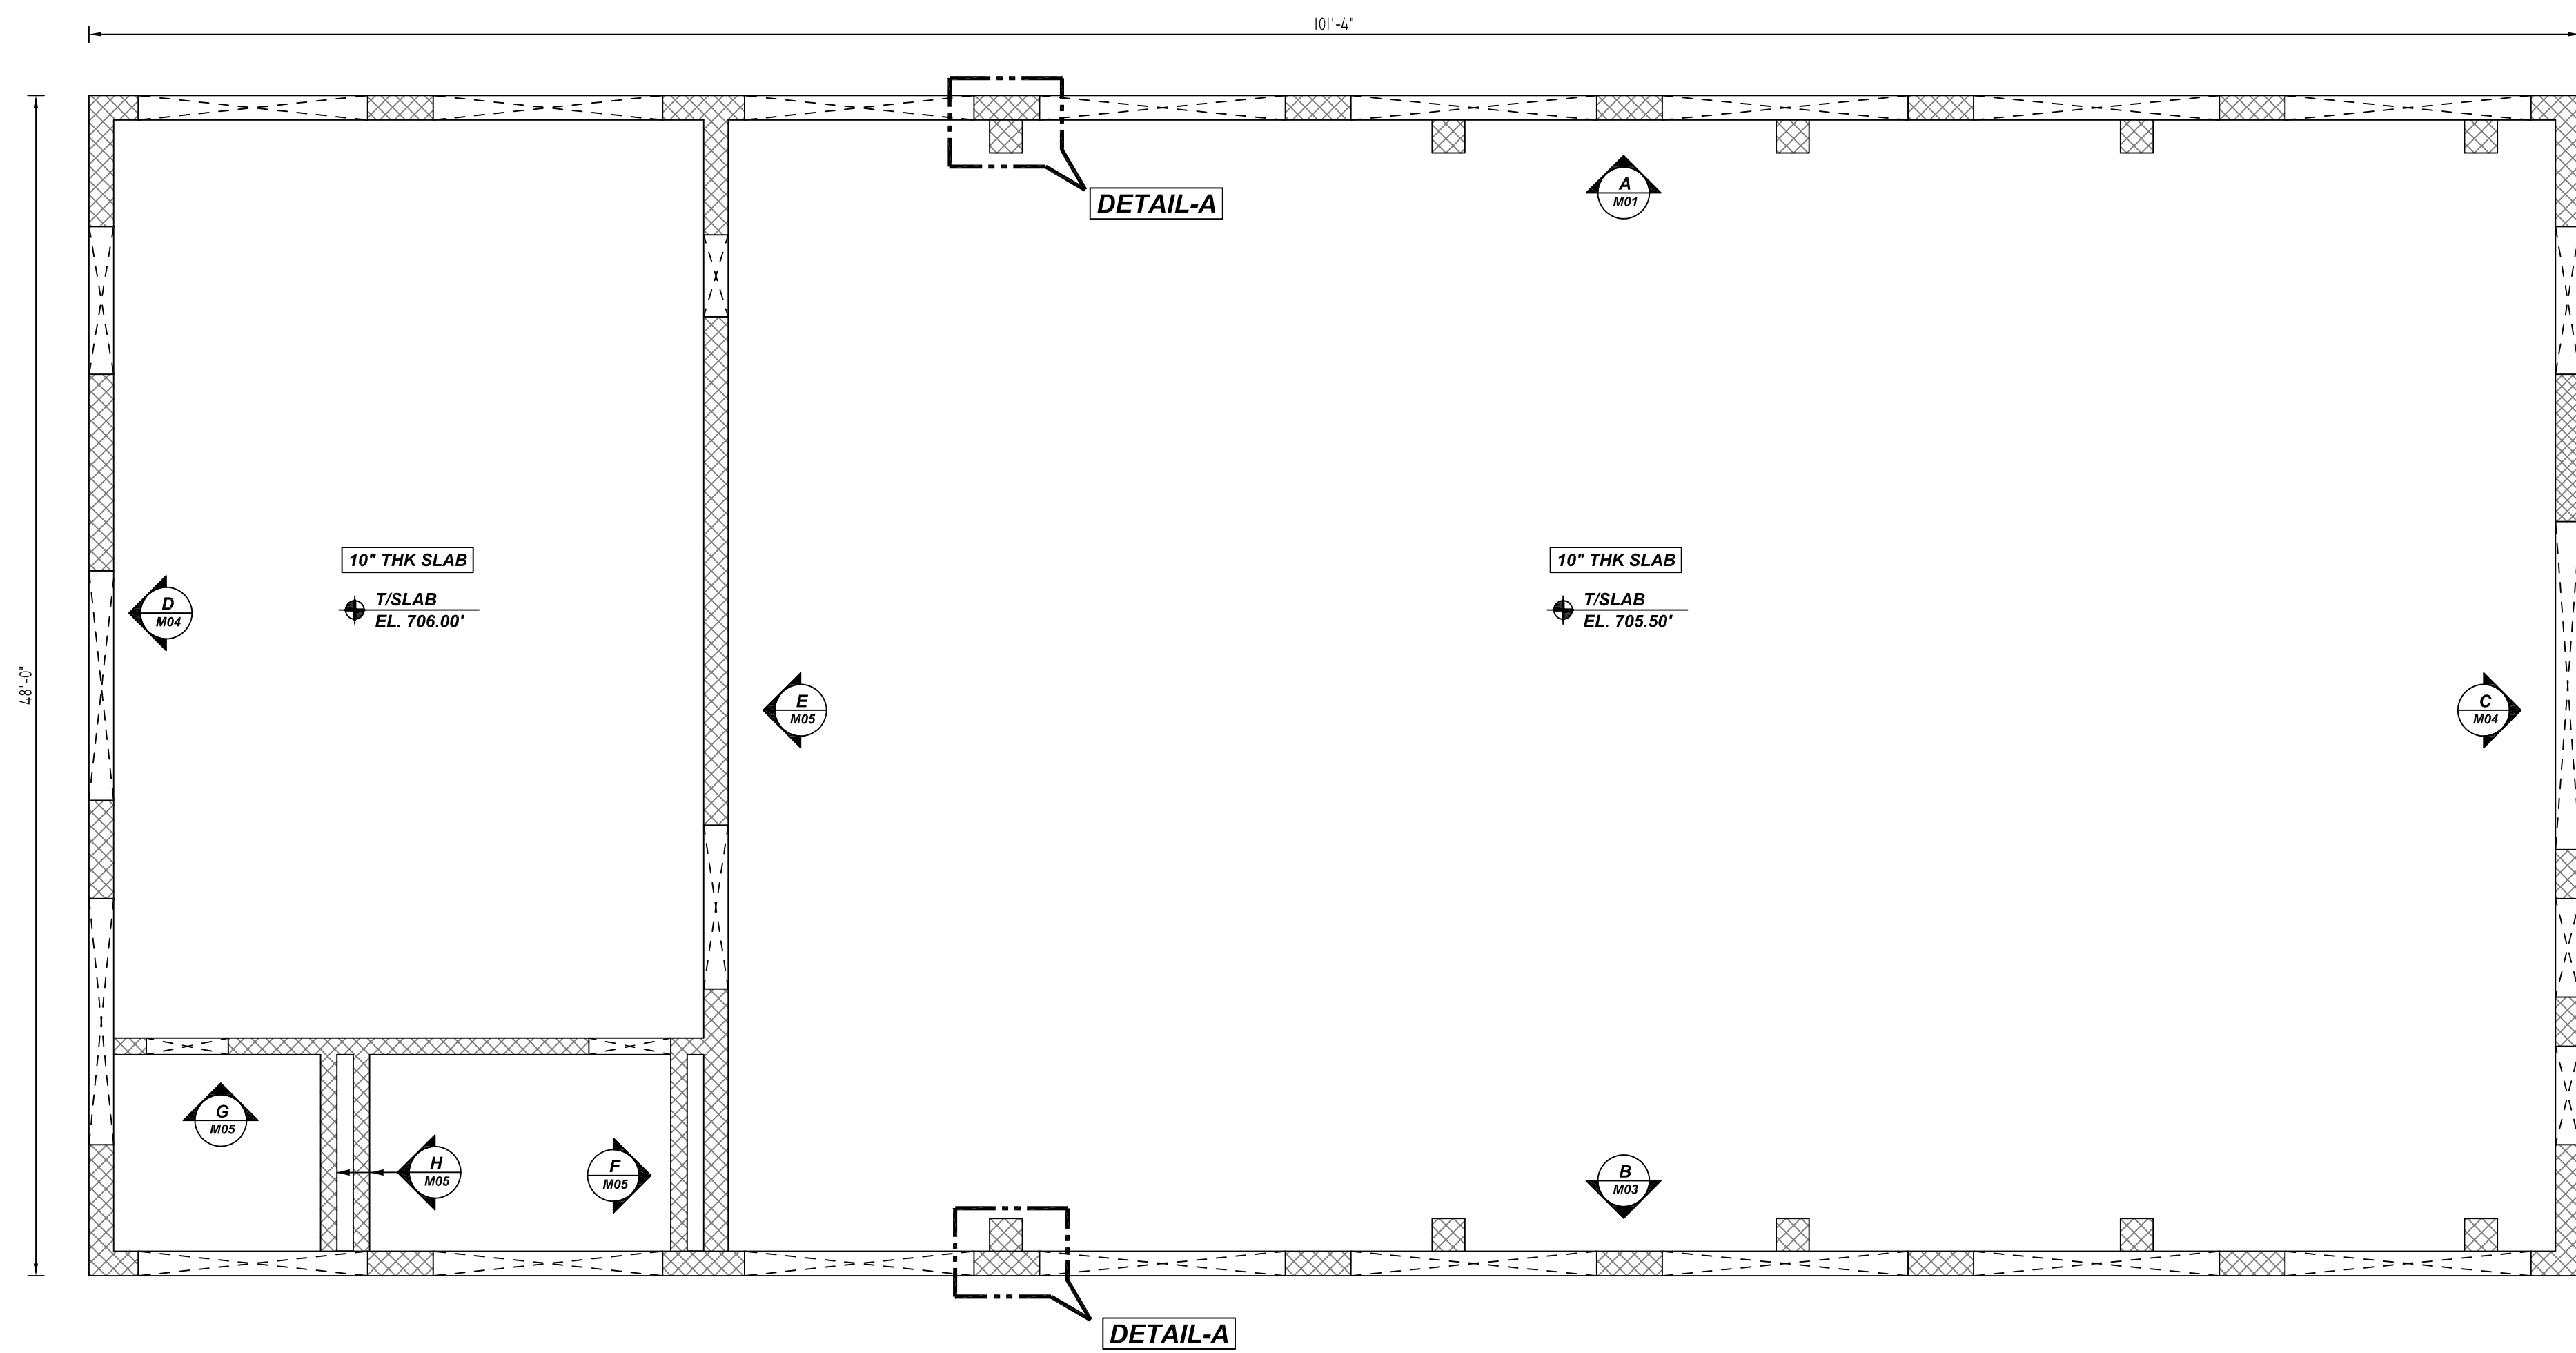 101'-4"
A
M01
DETAIL-A
10" THK SLAB
T/SLAB
EL. 706.00'
10" THK SLAB
T/SLAB
EL. 705.50'
D
M04
48'-0"
E
M05
C
M04
G
M05
H
M05
F
M05
B
M03
DETAIL-A